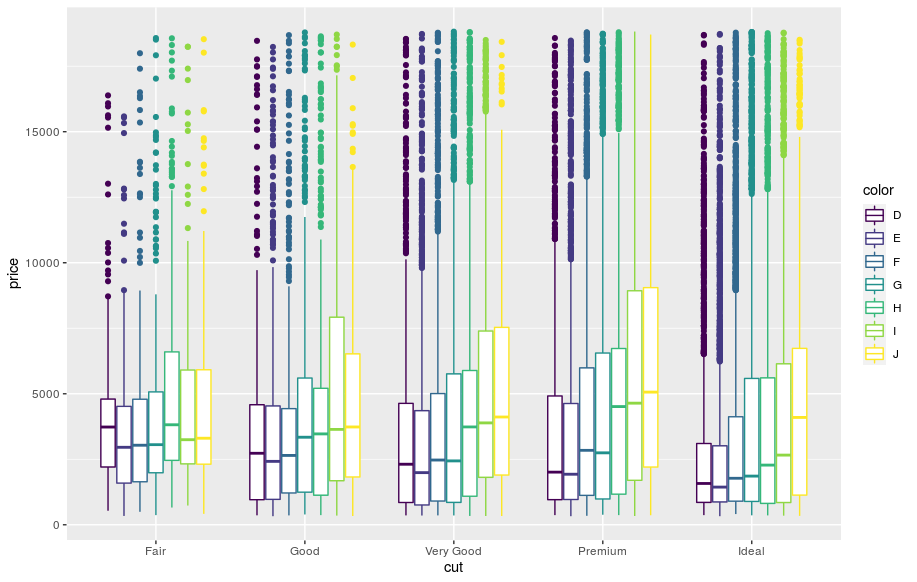 15000
10000
5000
0
price
Fair
Good
Very Good
Premium
Ideal
cut
color
D
E
F
G
H
I
J